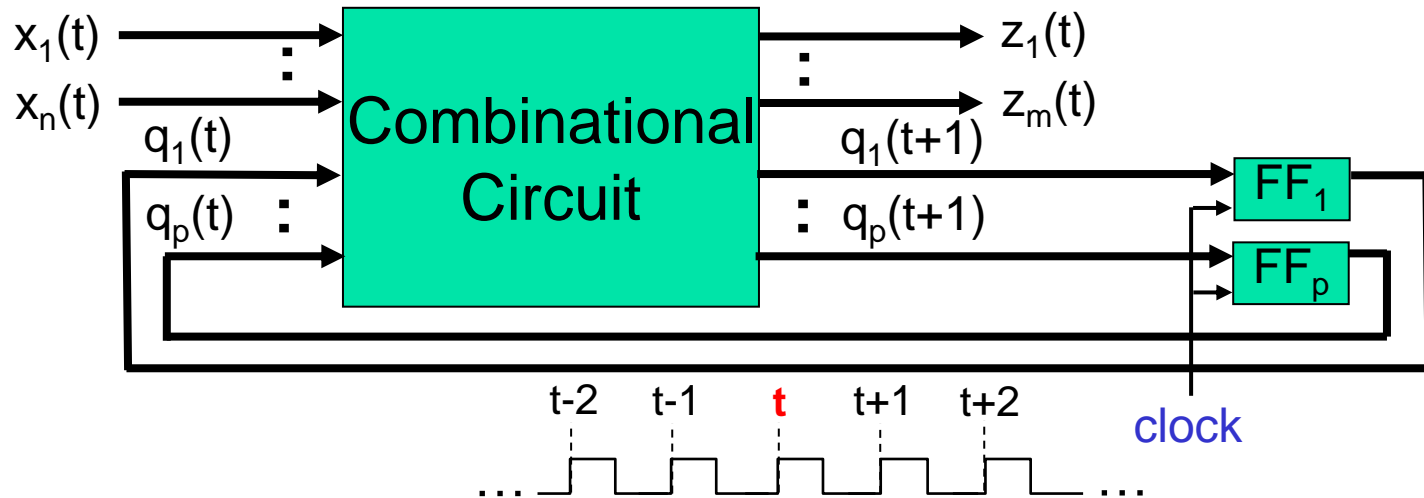 x₁(t)
z₁(t)
:
:
xₙ(t)
zₘ(t)
Combinational
Circuit
q₁(t)
q₁(t+1)
FF₁
qₚ(t)
:
:
qₚ(t+1)
FFₚ
t-2 t-1 t t+1 t+2
clock
... ...